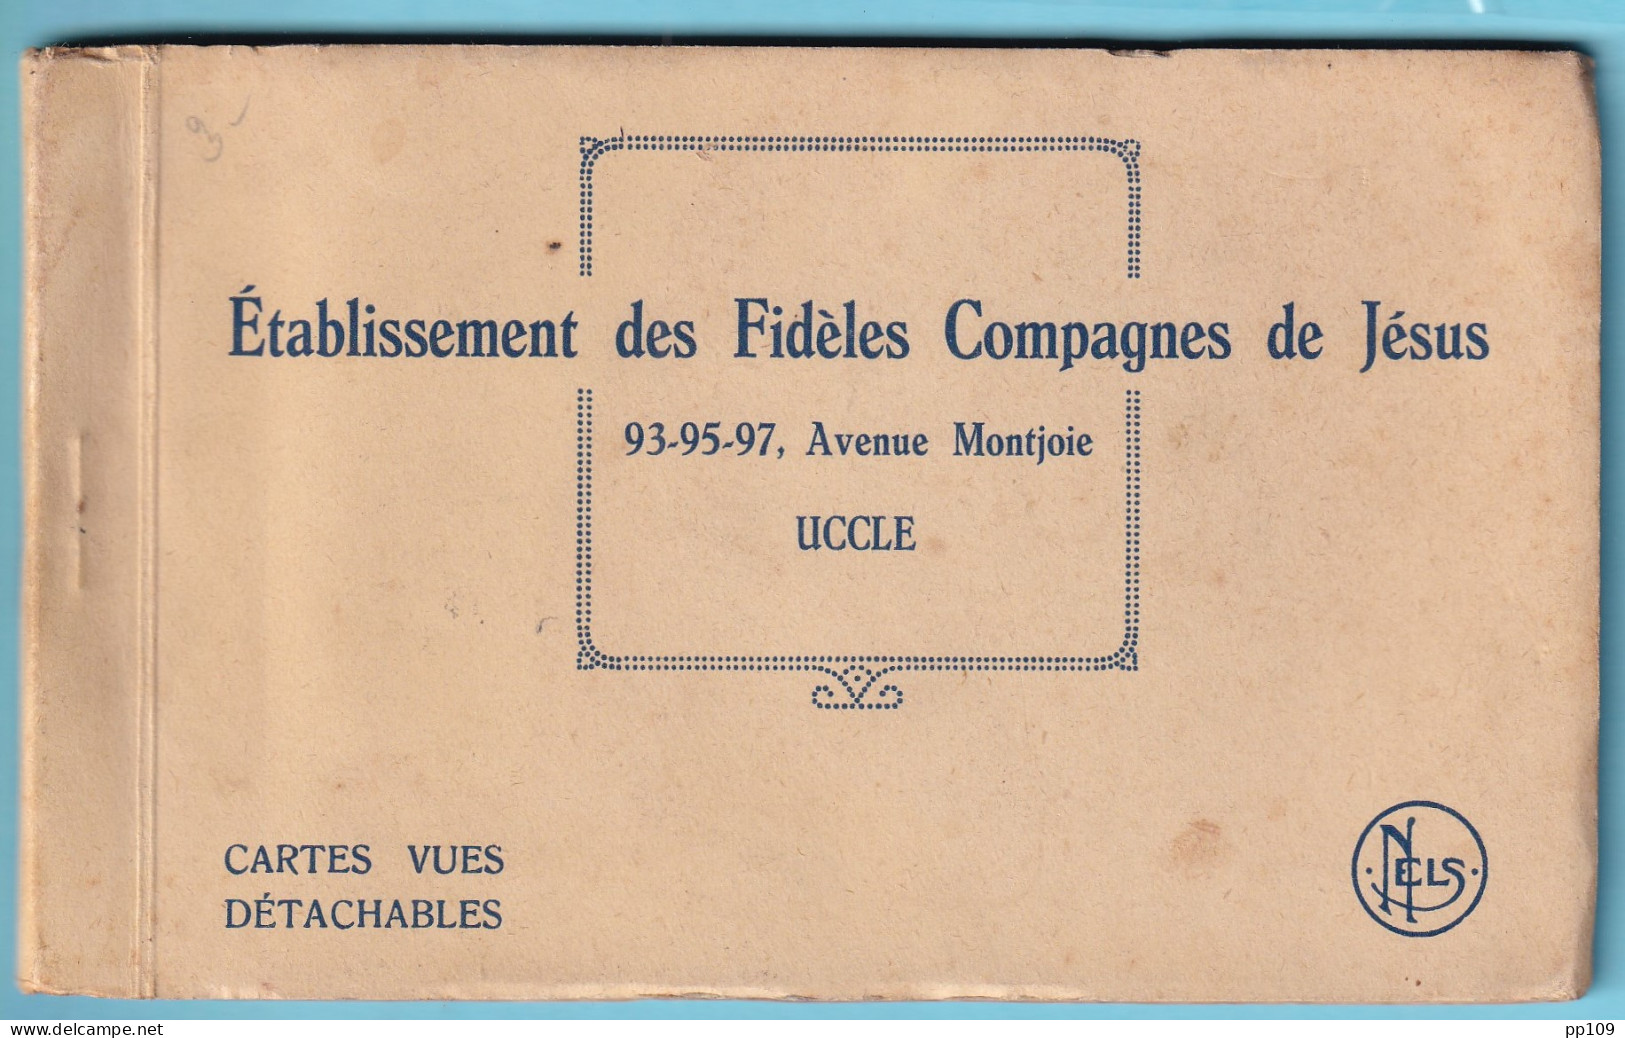 3-
Établissement des Fidèles Compagnes de Jésus
93-95-97, Avenue Montjoie
UCCLE
CARTES VUES
DÉTACHABLES
NELS
www.delcampe.net
pp109